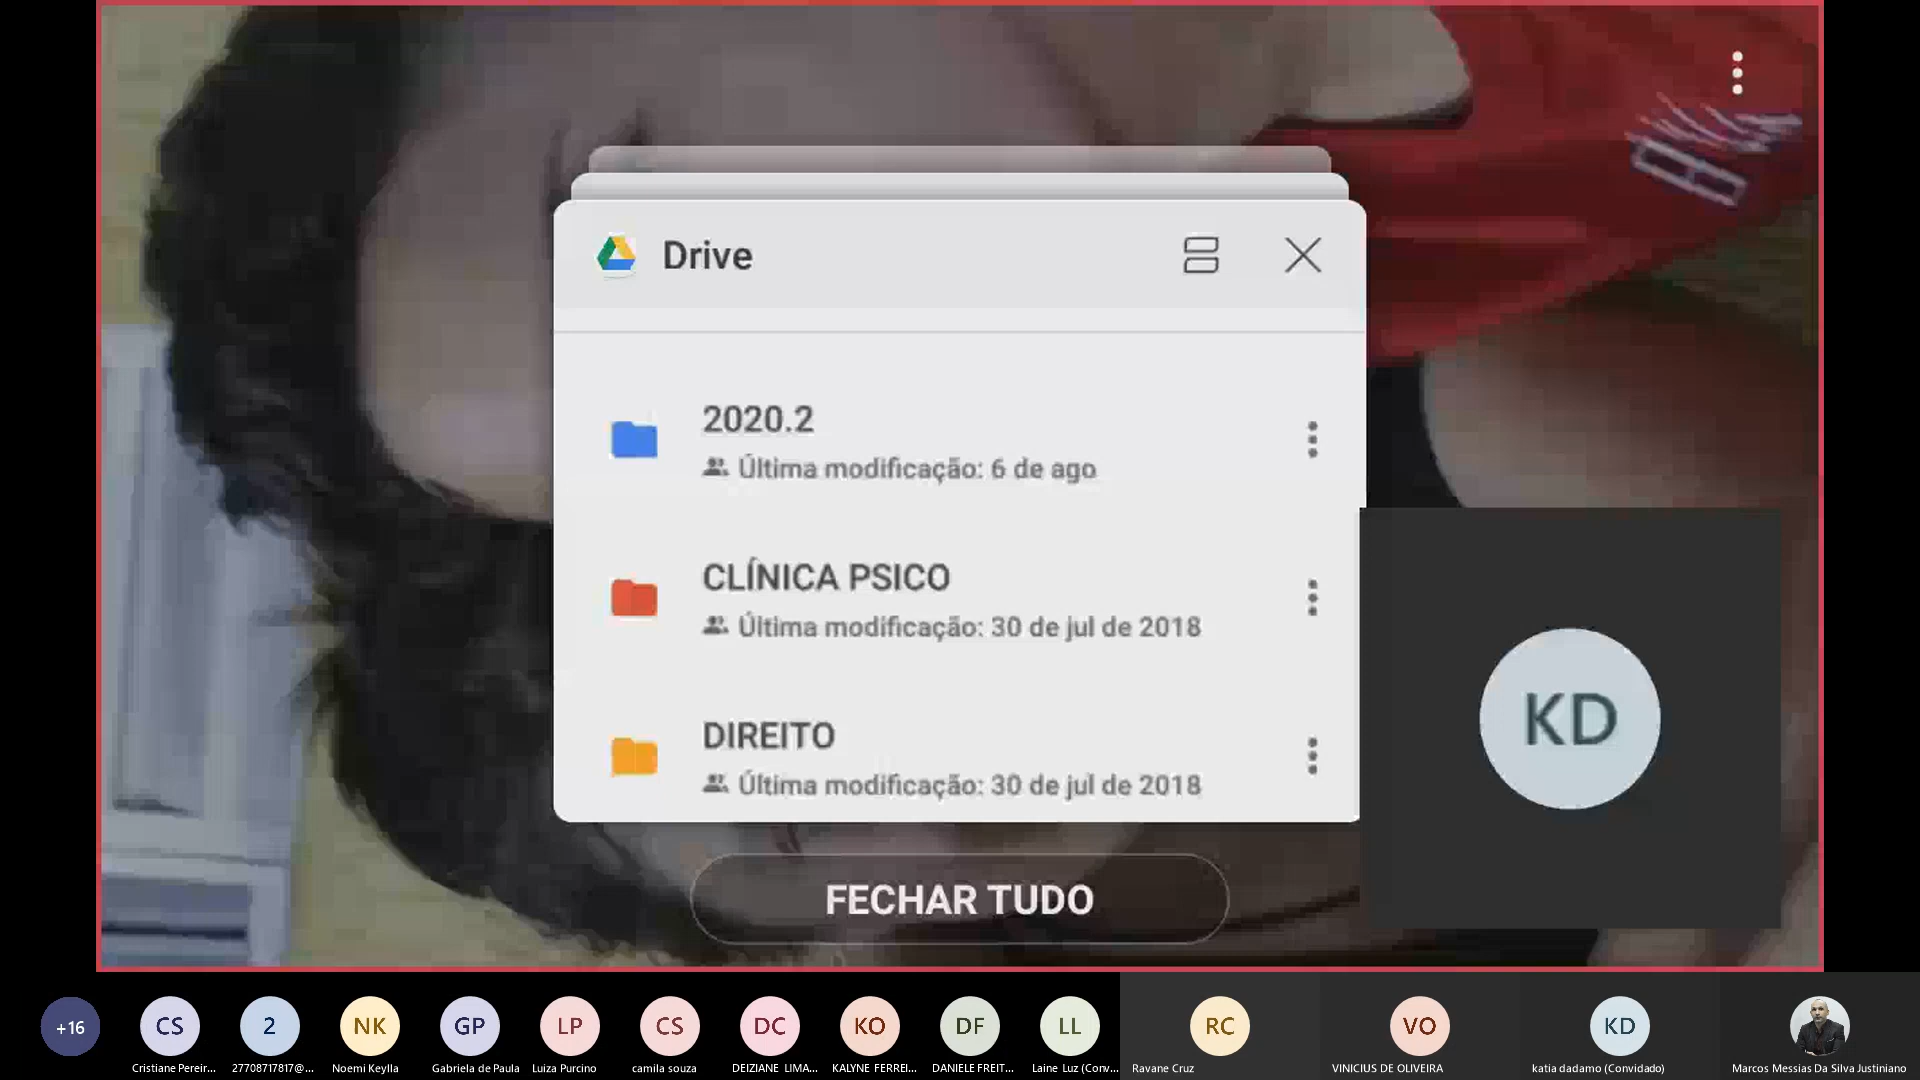 Drive
2020.2
Última modificação: 6 de ago
CLÍNICA PSICO
Última modificação: 30 de jul de 2018
DIREITO
Última modificação: 30 de jul de 2018
FECHAR TUDO
KD
+16
CS
2
NK
GP
LP
CS
DC
KO
DF
LL
RC
VO
KD
Cristiane Pereir...
27708717817@...
Noemi Keylla
Gabriela de Paula
Luiza Purcino
camila souza
DEIZIANE LIMA...
KALYNE FERREI...
DANIELE FREIT...
Laine Luz (Conv...
Ravane Cruz
VINICIUS DE OLIVEIRA
katia dadamo (Convidado)
Marcos Messias Da Silva Justiniano